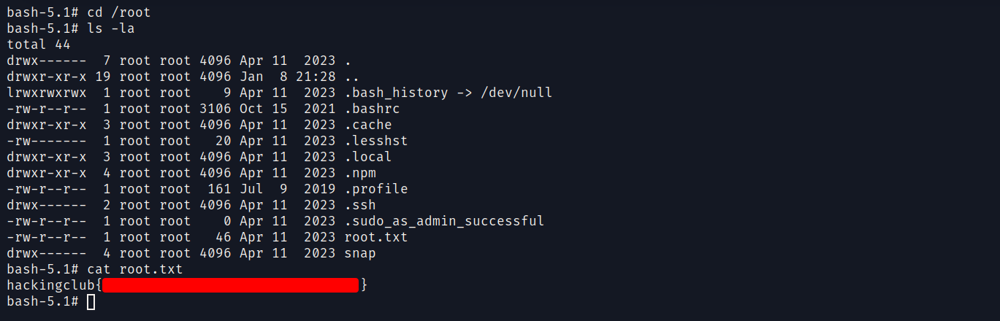 bash-5.1# cd /root
bash-5.1# ls -la
total 44
drwx------  7 root root 4096 Apr 11  2023 .
drwxr-xr-x 19 root root 4096 Jan  8 21:28 ..
lrwxrwxrwx  1 root root    9 Apr 11  2023 .bash_history -> /dev/null
-rw-r--r--  1 root root 3106 Oct 15  2021 .bashrc
drwxr-xr-x  3 root root 4096 Apr 11  2023 .cache
-rw-------  1 root root   20 Apr 11  2023 .lesshst
drwxr-xr-x  3 root root 4096 Apr 11  2023 .local
drwxr-xr-x  4 root root 4096 Apr 11  2023 .npm
-rw-r--r--  1 root root  161 Jul  9  2019 .profile
drwx------  2 root root 4096 Apr 11  2023 .ssh
-rw-r--r--  1 root root    0 Apr 11  2023 .sudo_as_admin_successful
-rw-r--r--  1 root root   46 Apr 11  2023 root.txt
drwx------  4 root root 4096 Apr 11  2023 snap
bash-5.1# cat root.txt
hackingclub{}
bash-5.1#